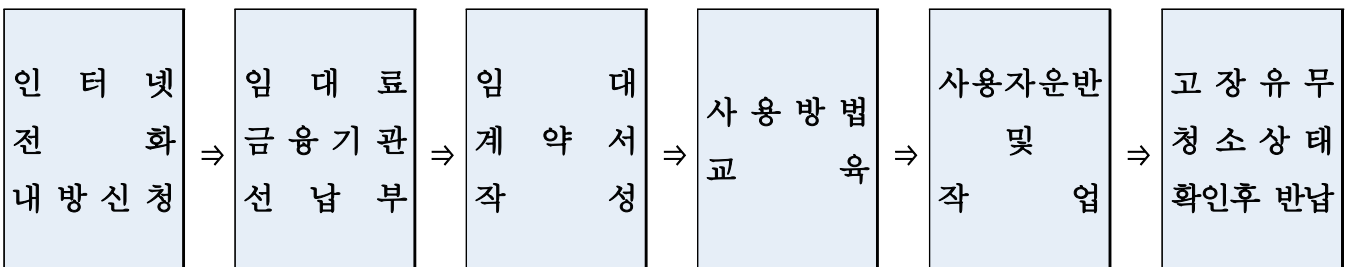 인 터 넷
전 화
내 방 신 청
⇒
임 대 료
금 융 기 관
선 납 부
⇒
임 대
계 약 서
작 성
⇒
사 용 방 법
교 육
⇒
사용자운반
및
작 업
⇒
고 장 유 무
청 소 상 태
확인후 반납